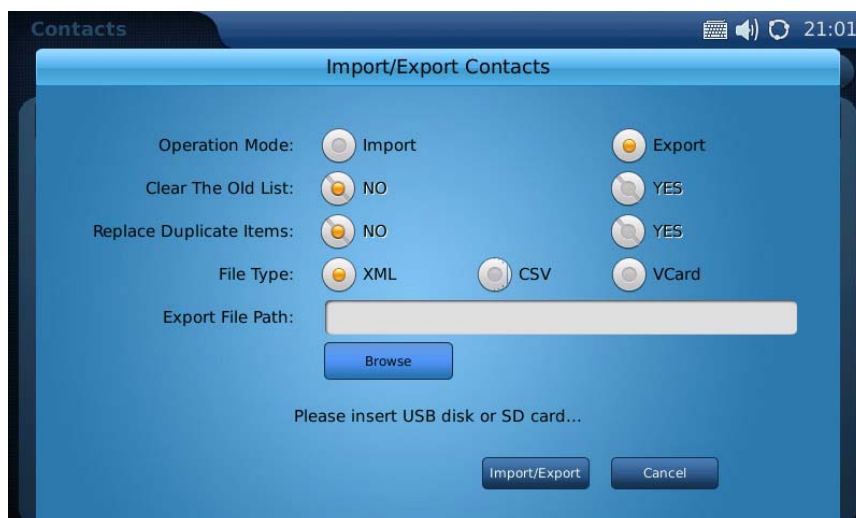 Contacts 21:01
Import/Export Contacts
Operation Mode: Import Export
Clear The Old List: NO YES
Replace Duplicate Items: NO YES
File Type: XML CSV VCard
Export File Path:
Browse
Please insert USB disk or SD card...
Import/Export Cancel